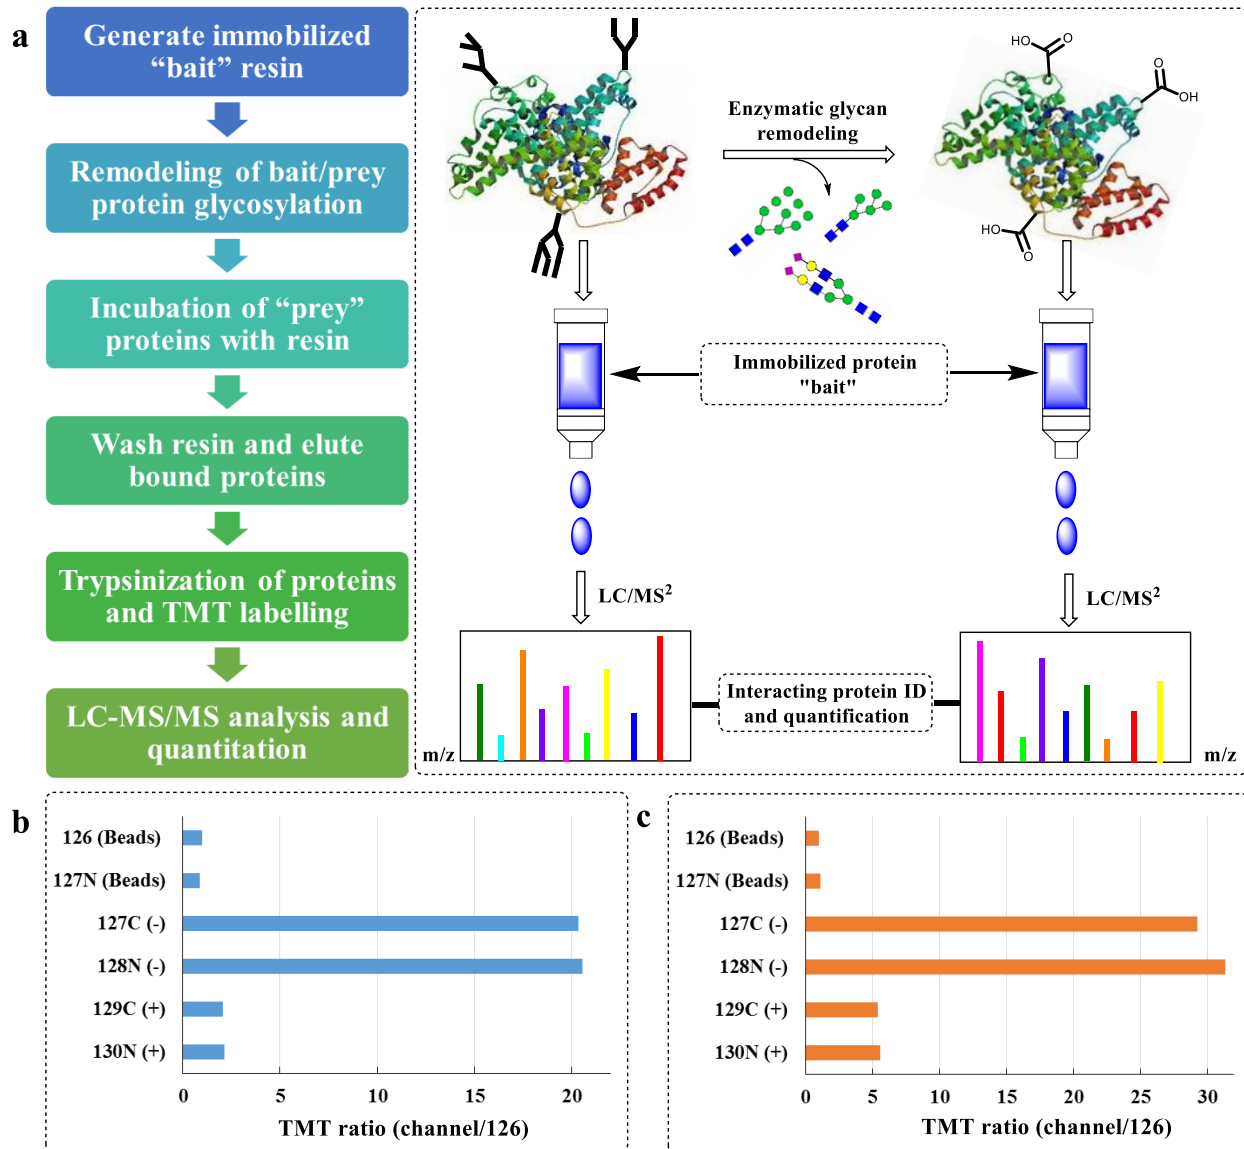 a
Generate immobilized
“bait” resin
Remodeling of bait/prey
protein glycosylation
Incubation of “prey”
proteins with resin
Wash resin and elute
bound proteins
Trypsinization of proteins
and TMT labelling
LC-MS/MS analysis and
quantitation
Enzymatic glycan
remodeling
HO
O
O
OH
HO
O
Immobilized protein
"bait"
LC/MS²
LC/MS²
Interacting protein ID
and quantification
m/z
m/z
b
126 (Beads)
127N (Beads)
127C (-)
128N (-)
129C (+)
130N (+)
0 5 10 15 20
TMT ratio (channel/126)
c
126 (Beads)
127N (Beads)
127C (-)
128N (-)
129C (+)
130N (+)
0 5 10 15 20 25 30
TMT ratio (channel/126)